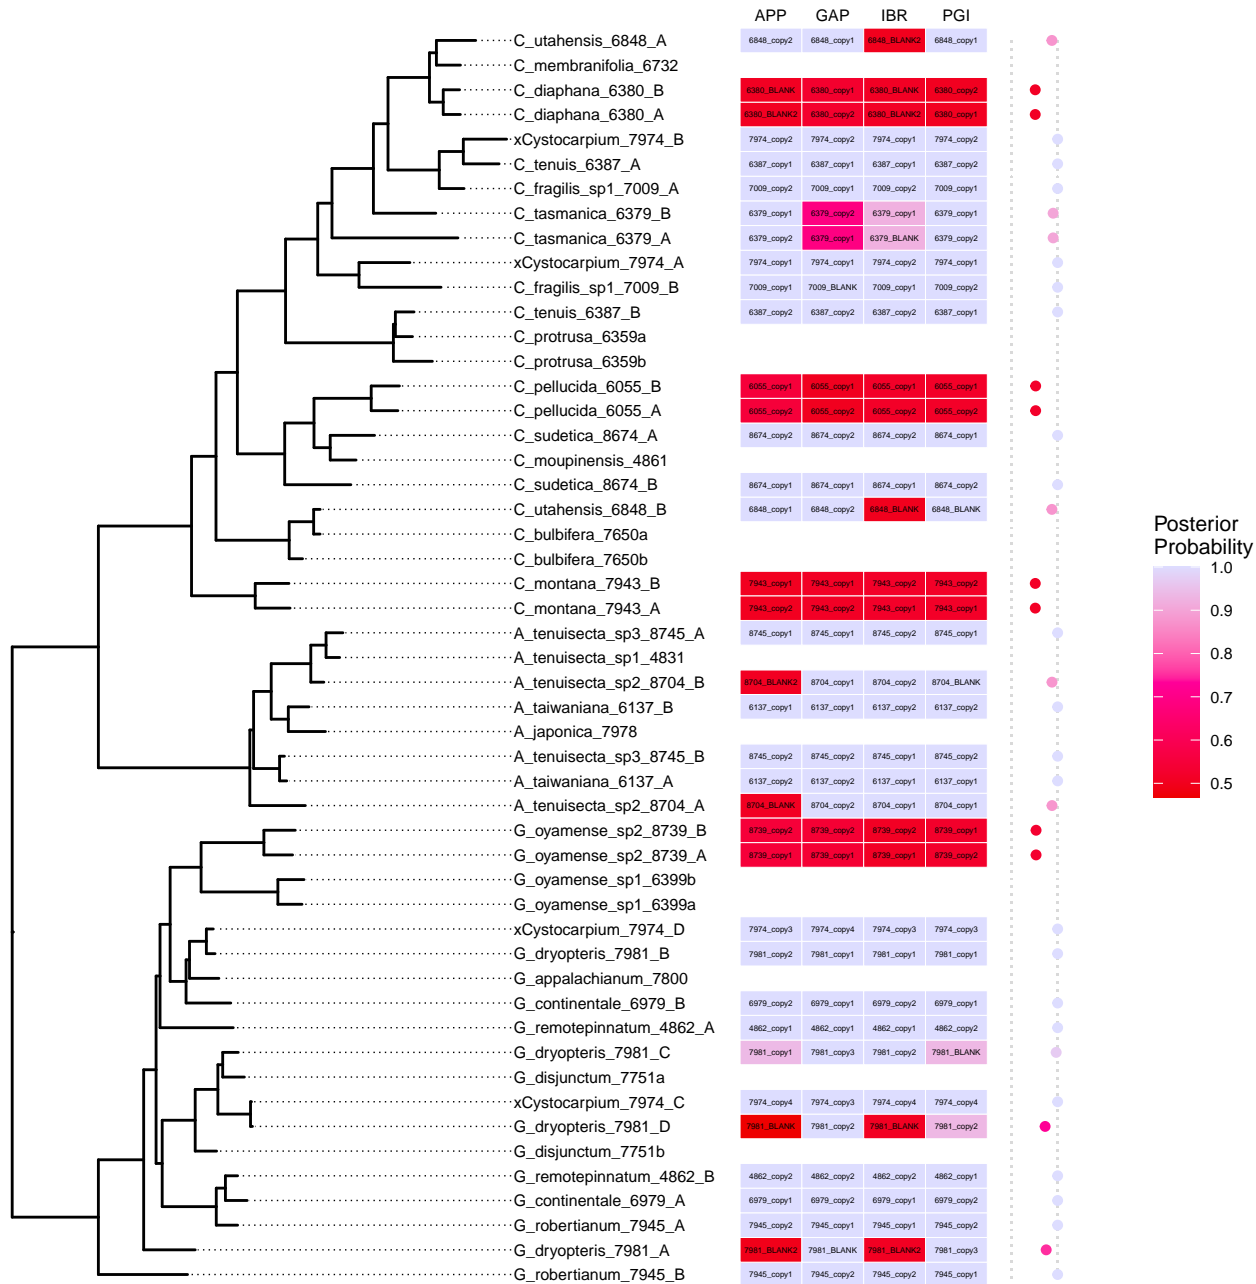 APP GAP IBR PGI
C_utahensis_6848_A 6848_copy2 6848_copy1 6848_BLANK2 6848_copy1
C_membranifolia_6732
C_diaphana_6380_B 6380_BLANK 6380_copy1 6380_BLANK 6380_copy2
C_diaphana_6380_A 6380_BLANK2 6380_copy2 6380_BLANK2 6380_copy1
xCystocarpium_7974_B 7974_copy2 7974_copy2 7974_copy1 7974_copy2
C_tenuis_6387_A 6387_copy1 6387_copy1 6387_copy1 6387_copy2
C_fragilis_sp1_7009_A 7009_copy2 7009_copy1 7009_copy2 7009_copy1
C_tasmanica_6379_B 6379_copy1 6379_copy2 6379_copy1 6379_copy1
C_tasmanica_6379_A 6379_copy2 6379_copy1 6379_BLANK 6379_copy2
xCystocarpium_7974_A 7974_copy1 7974_copy1 7974_copy2 7974_copy1
C_fragilis_sp1_7009_B 7009_copy1 7009_BLANK 7009_copy1 7009_copy2
C_tenuis_6387_B 6387_copy2 6387_copy2 6387_copy2 6387_copy1
C_protrusa_6359a
C_protrusa_6359b
C_pellucida_6055_B 6055_copy1 6055_copy1 6055_copy1 6055_copy1
C_pellucida_6055_A 6055_copy2 6055_copy2 6055_copy2 6055_copy2
C_sudetica_8674_A 8674_copy2 8674_copy2 8674_copy2 8674_copy1
C_moupinensis_4861
C_sudetica_8674_B 8674_copy1 8674_copy1 8674_copy1 8674_copy2
C_utahensis_6848_B 6848_copy1 6848_copy2 6848_BLANK 6848_BLANK
C_bulbifera_7650a
C_bulbifera_7650b
C_montana_7943_B 7943_copy1 7943_copy1 7943_copy2 7943_copy2
C_montana_7943_A 7943_copy2 7943_copy2 7943_copy1 7943_copy1
A_tenuisecta_sp3_8745_A 8745_copy1 8745_copy1 8745_copy2 8745_copy1
A_tenuisecta_sp1_4831
A_tenuisecta_sp2_8704_B 8704_BLANK2 8704_copy1 8704_copy2 8704_BLANK
A_taiwaniana_6137_B 6137_copy1 6137_copy1 6137_copy2 6137_copy2
A_japonica_7978
A_tenuisecta_sp3_8745_B 8745_copy2 8745_copy2 8745_copy1 8745_copy2
A_taiwaniana_6137_A 6137_copy2 6137_copy2 6137_copy1 6137_copy1
A_tenuisecta_sp2_8704_A 8704_BLANK 8704_copy2 8704_copy1 8704_copy1
G_oyamense_sp2_8739_B 8739_copy2 8739_copy2 8739_copy2 8739_copy1
G_oyamense_sp2_8739_A 8739_copy1 8739_copy1 8739_copy1 8739_copy2
G_oyamense_sp1_6399b
G_oyamense_sp1_6399a
xCystocarpium_7974_D 7974_copy3 7974_copy4 7974_copy3 7974_copy3
G_dryopteris_7981_B 7981_copy2 7981_copy1 7981_copy1 7981_copy1
G_appalachianum_7800
G_continentale_6979_B 6979_copy2 6979_copy1 6979_copy2 6979_copy1
G_remotepinnatum_4862_A 4862_copy1 4862_copy1 4862_copy1 4862_copy2
G_dryopteris_7981_C 7981_copy1 7981_copy3 7981_copy2 7981_BLANK
G_disjunctum_7751a
xCystocarpium_7974_C 7974_copy4 7974_copy3 7974_copy4 7974_copy4
G_dryopteris_7981_D 7981_BLANK 7981_copy2 7981_BLANK 7981_copy2
G_disjunctum_7751b
G_remotepinnatum_4862_B 4862_copy2 4862_copy2 4862_copy2 4862_copy1
G_continentale_6979_A 6979_copy1 6979_copy2 6979_copy1 6979_copy2
G_robertianum_7945_A 7945_copy2 7945_copy1 7945_copy1 7945_copy2
G_dryopteris_7981_A 7981_BLANK2 7981_BLANK 7981_BLANK2 7981_copy3
G_robertianum_7945_B 7945_copy1 7945_copy2 7945_copy2 7945_copy1
Posterior
Probability
1.0
0.9
0.8
0.7
0.6
0.5